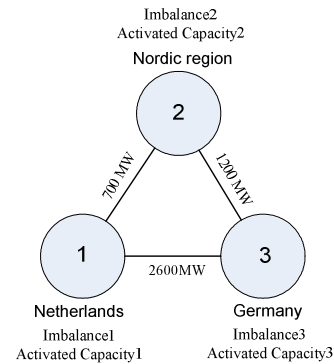 Imbalance2
Activated Capacity2
Nordic region
2
700 MW
1200 MW
1
3
2600MW
Netherlands
Germany
Imbalance1
Imbalance3
Activated Capacity1
Activated Capacity3